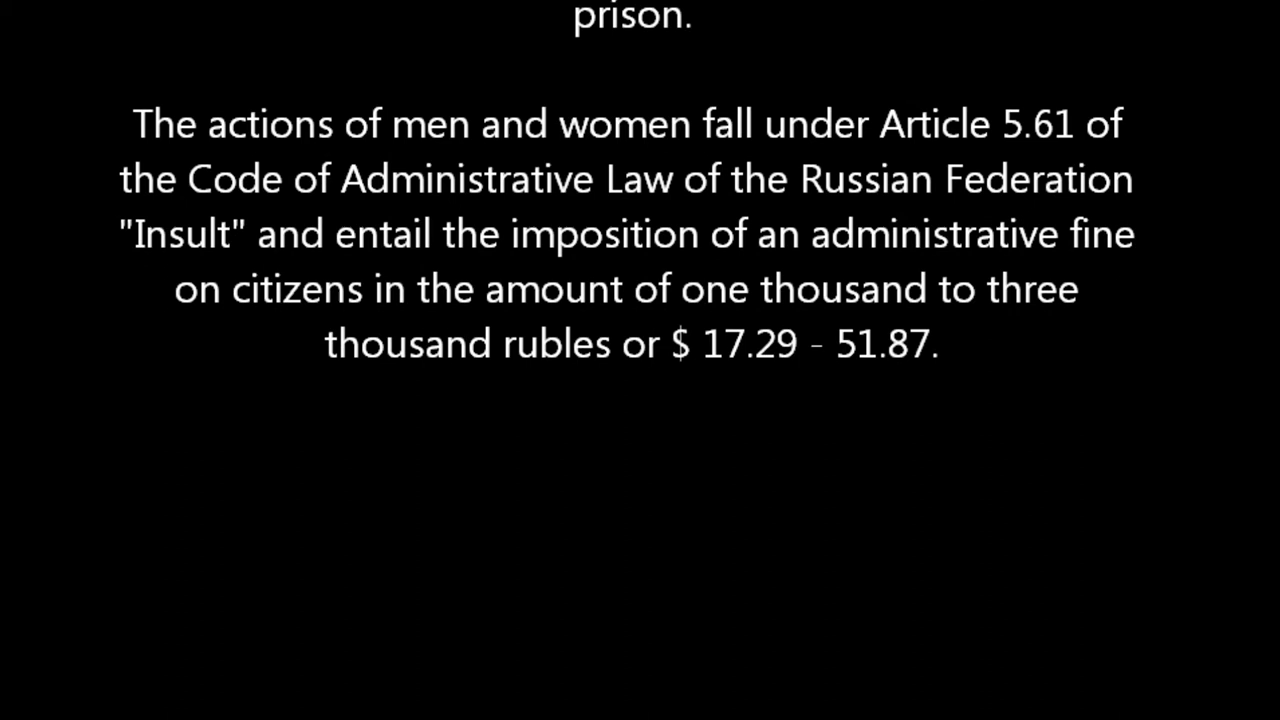 prison.
The actions of men and women fall under Article 5.61 of
the Code of Administrative Law of the Russian Federation
"Insult" and entail the imposition of an administrative fine
on citizens in the amount of one thousand to three
thousand rubles or $ 17.29 - 51.87.